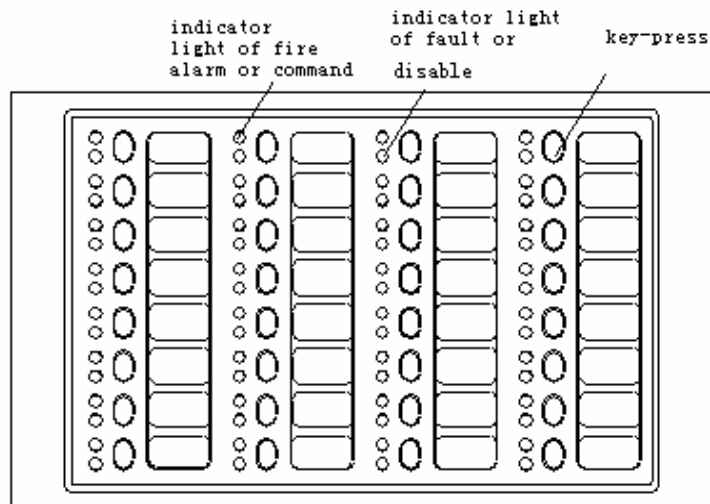 indicator
light of fire
alarm or command
indicator light
of fault or
disable
key-press